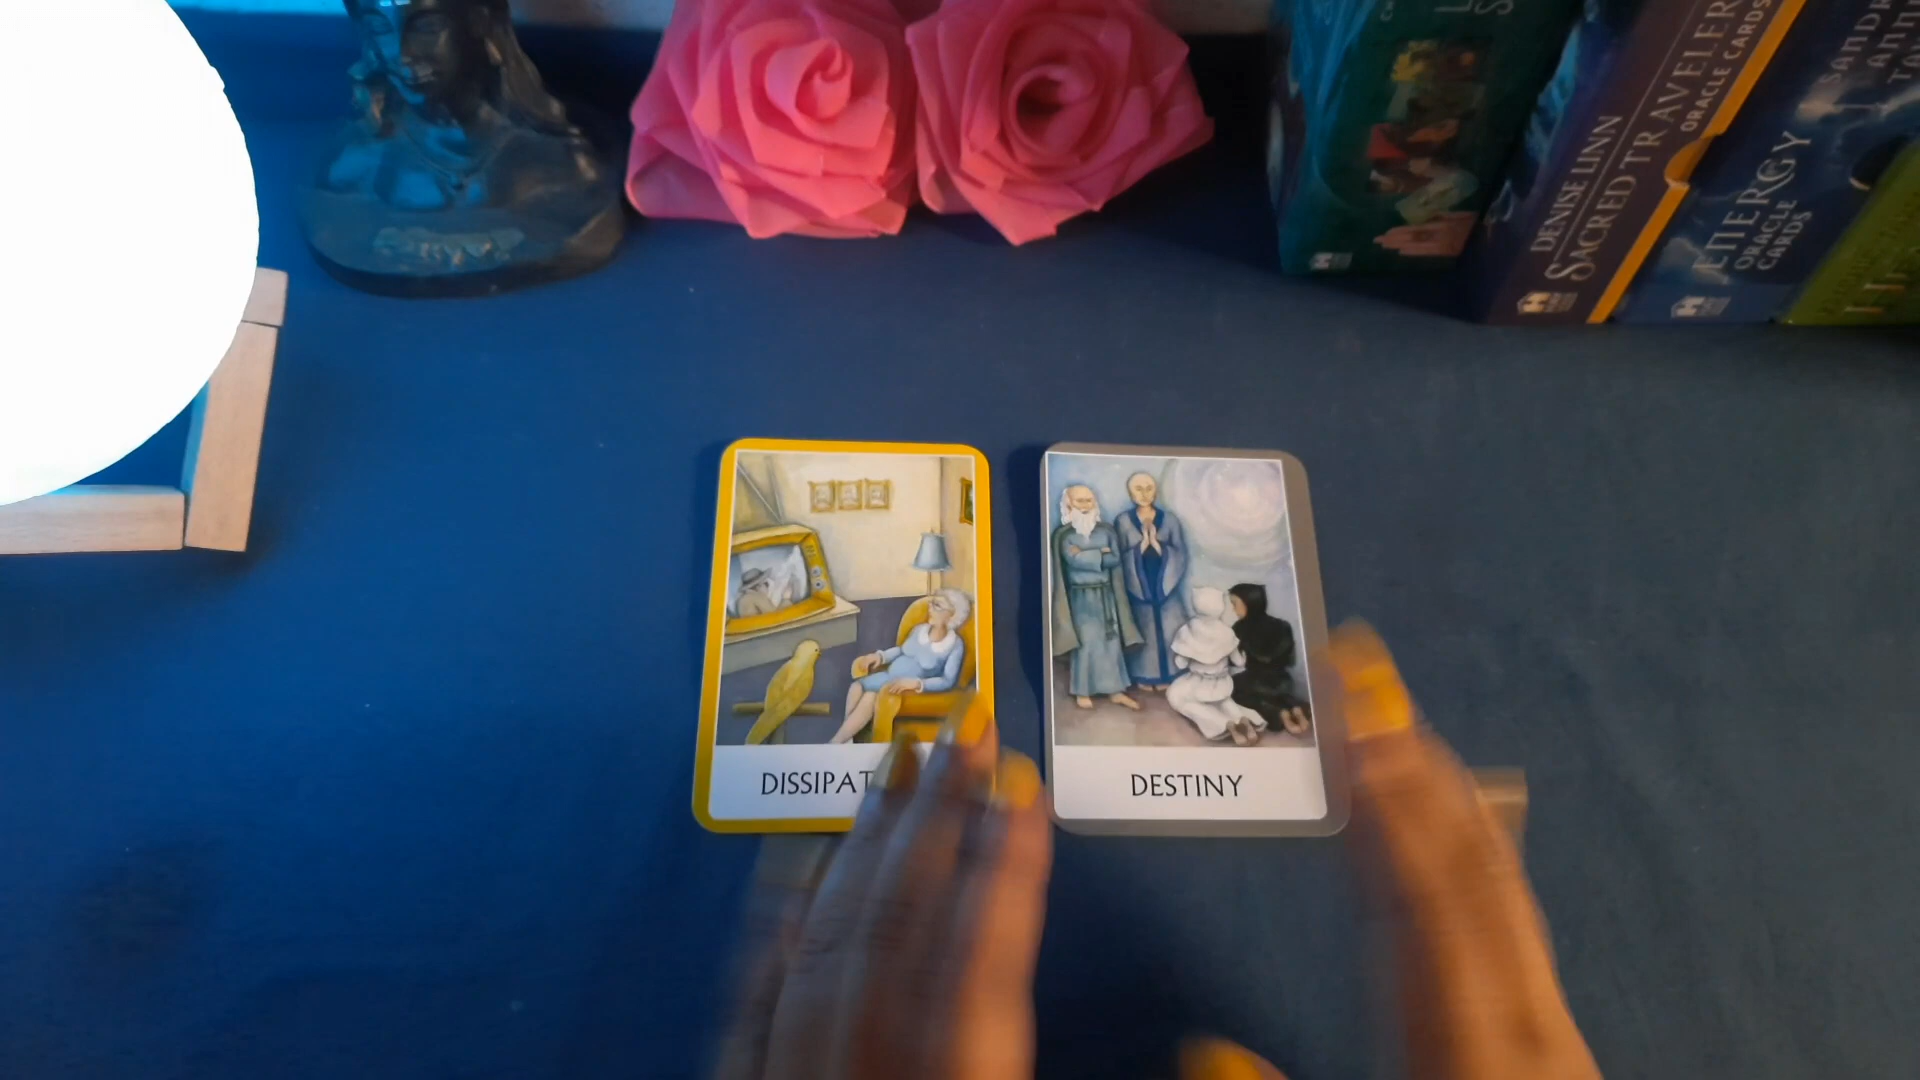 DENISE LINN
SACRED TRAVELER
ORACLE CARDS
ENERGY
ORACLE
CARDS
DISSIPAT
DESTINY